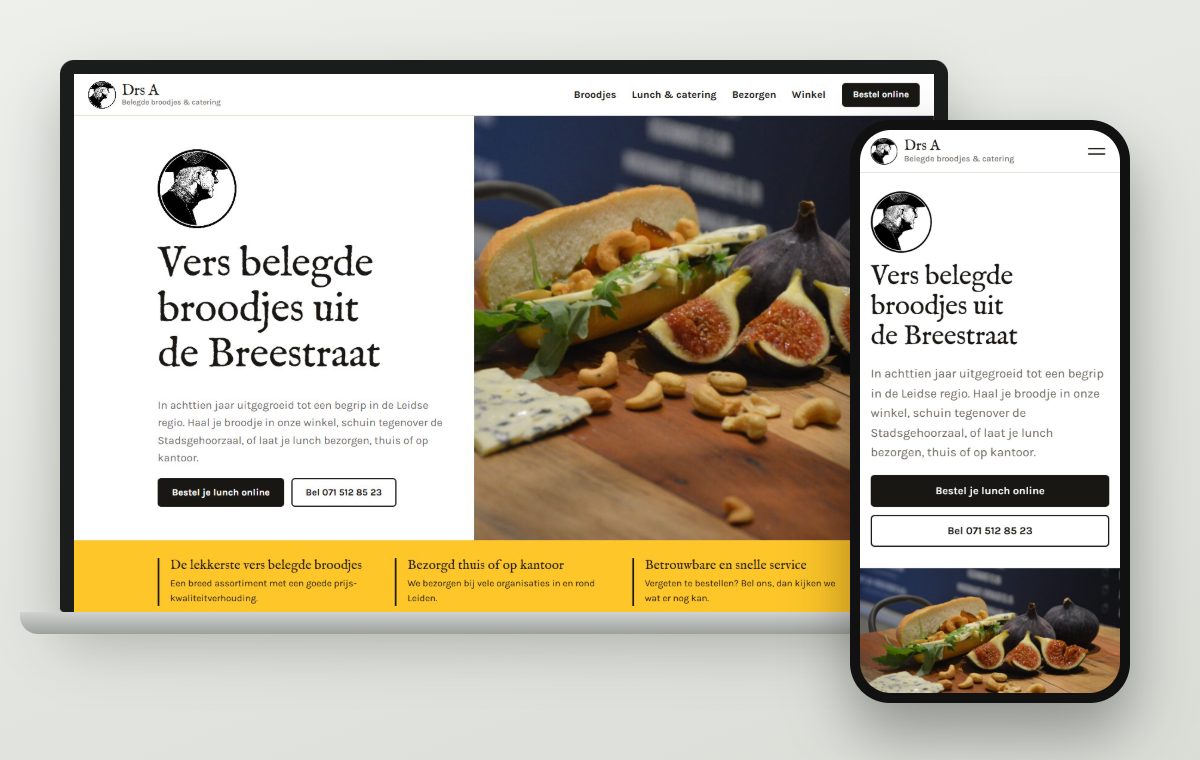 Drs A
Belegde broodjes & catering
Broodjes
Lunch & catering
Bezorgen
Winkel
Bestel online
Vers belegde
broodjes uit
de Breestraat
In achttien jaar uitgegroeid tot een begrip in de Leidse
regio. Haal je broodje in onze winkel, schuin tegenover de
Stadsgehoorzaal, of laat je lunch bezorgen, thuis of op
kantoor.
Bestel je lunch online
Bel 071 512 85 23
De lekkerste vers belegde broodjes
Een breed assortiment met een goede prijs-
kwaliteitverhouding.
Bezorgd thuis of op kantoor
We bezorgen bij vele organisaties in en rond
Leiden.
Betrouwbare en snelle service
Vergeten te bestellen? Bel ons, dan kijken we
wat er nog kan.
Drs A
Belegde broodjes & catering
Vers belegde
broodjes uit
de Breestraat
In achttien jaar uitgegroeid tot een begrip
in de Leidse regio. Haal je broodje in onze
winkel, schuin tegenover de
Stadsgehoorzaal, of laat je lunch
bezorgen, thuis of op kantoor.
Bestel je lunch online
Bel 071 512 85 23